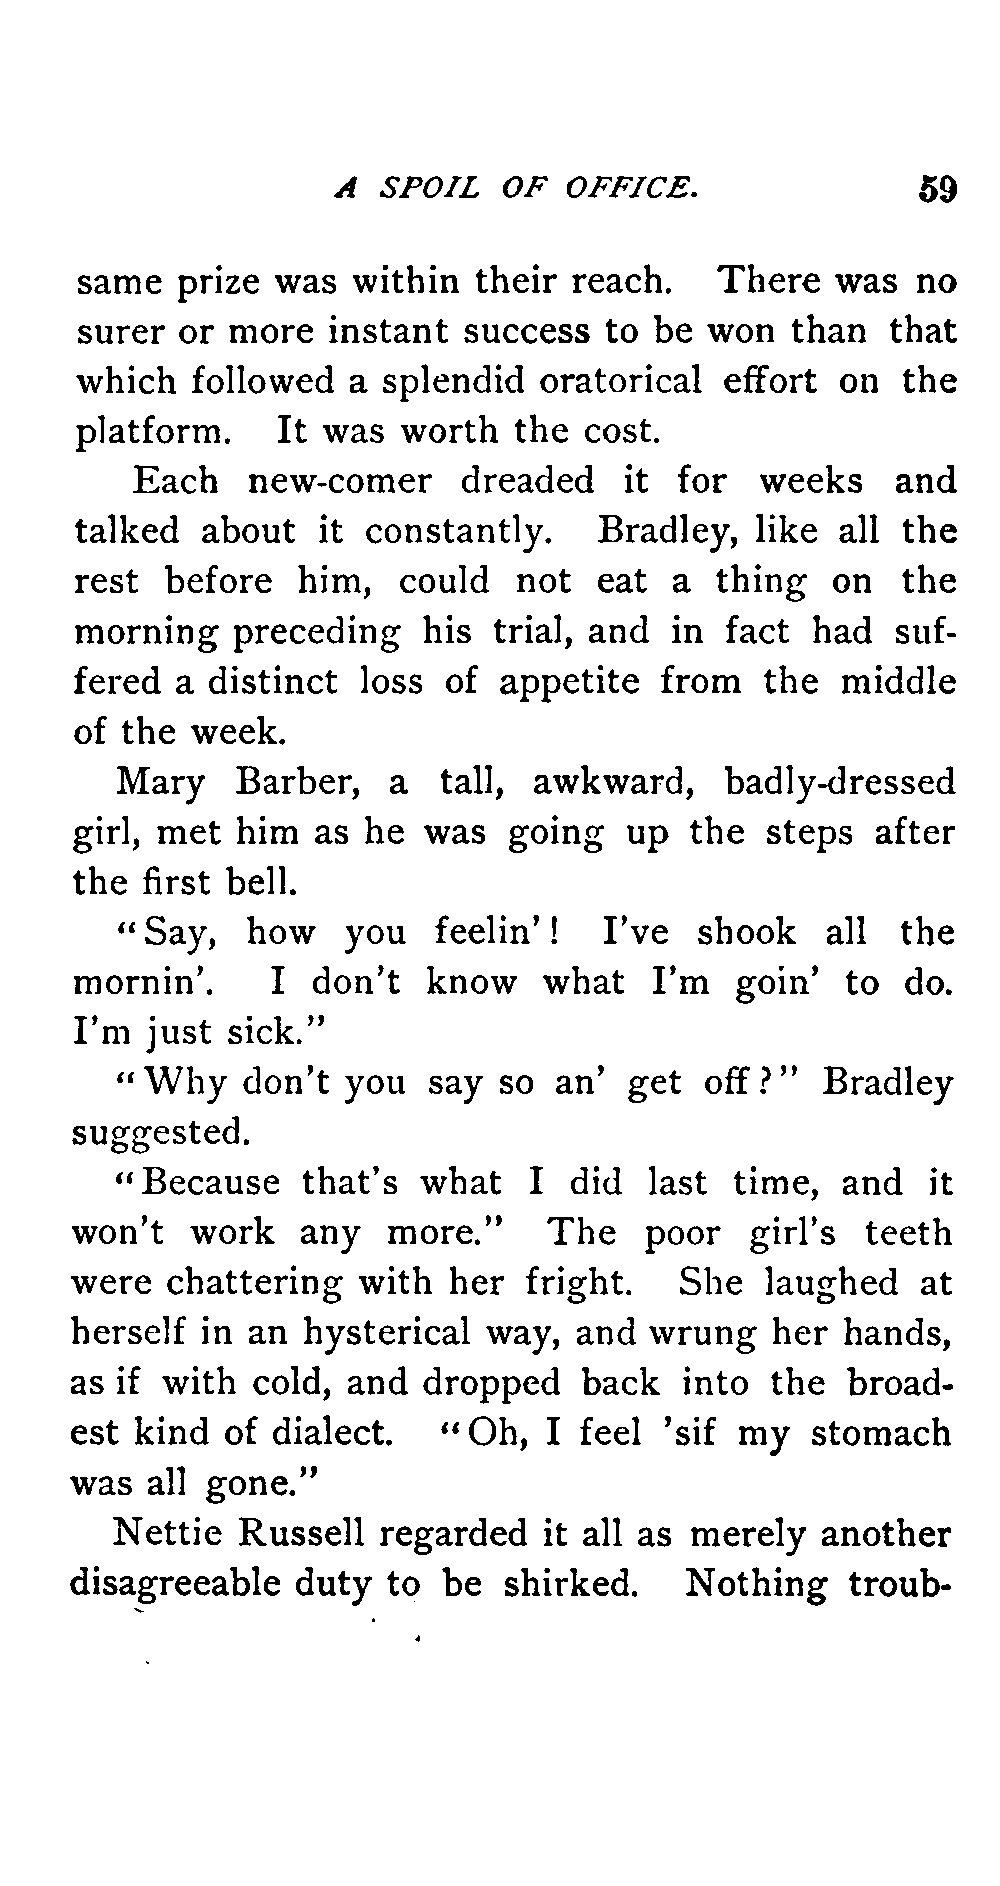 A SPOIL OF OFFICE. 59
same prize was within their reach. There was no
surer or more instant success to be won than that
which followed a splendid oratorical effort on the
platform. It was worth the cost.
Each new-comer dreaded it for weeks and
talked about it constantly. Bradley, like all the
rest before him, could not eat a thing on the
morning preceding his trial, and in fact had suf-
fered a distinct loss of appetite from the middle
of the week.
Mary Barber, a tall, awkward, badly-dressed
girl, met him as he was going up the steps after
the first bell.
"Say, how you feelin'! I've shook all the
mornin'. I don't know what I'm goin' to do.
I'm just sick."
"Why don't you say so an' get off?" Bradley
suggested.
"Because that's what I did last time, and it
won't work any more." The poor girl's teeth
were chattering with her fright. She laughed at
herself in an hysterical way, and wrung her hands,
as if with cold, and dropped back into the broad-
est kind of dialect. "Oh, I feel 'sif my stomach
was all gone."
Nettie Russell regarded it all as merely another
disagreeable duty to be shirked. Nothing troub-